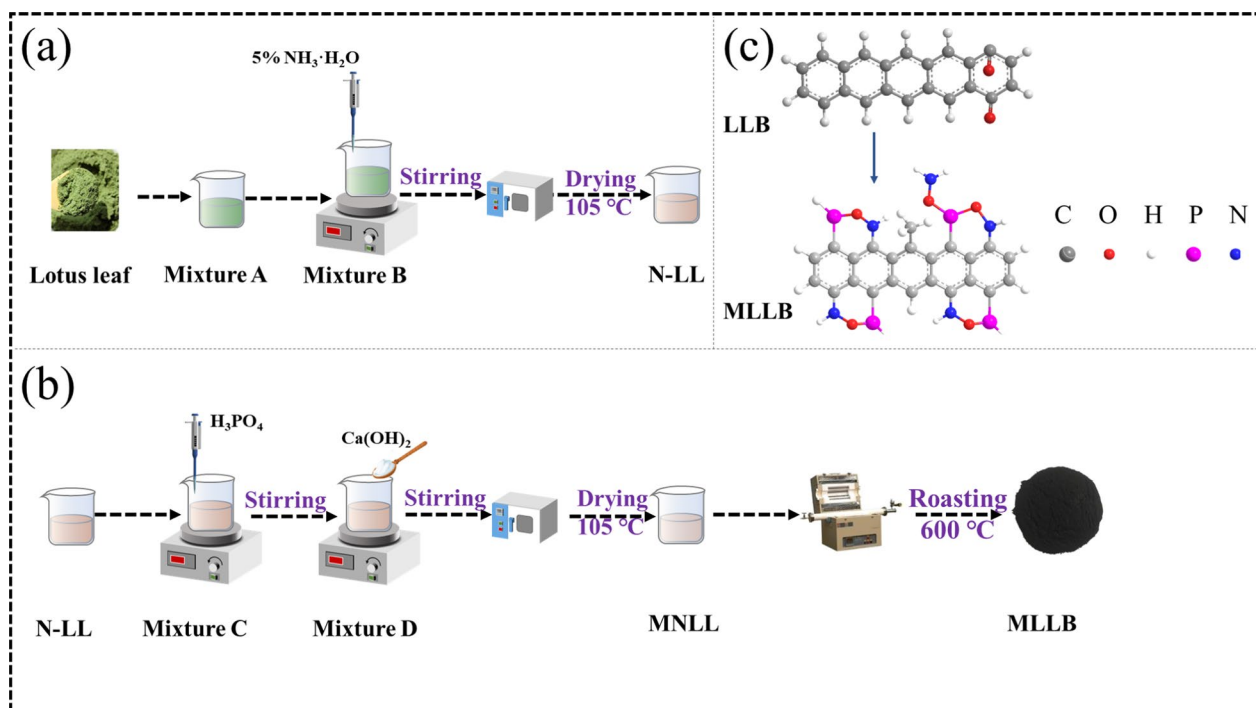 (a)
5% NH₃·H₂O
Stirring
Drying
105 °C
Lotus leaf
Mixture A
Mixture B
N-LL
(c)
LLB
MLLB
C O H P N
(b)
H₃PO₄
Ca(OH)₂
Stirring
Stirring
Drying
105 °C
Roasting
600 °C
N-LL
Mixture C
Mixture D
MNLL
MLLB